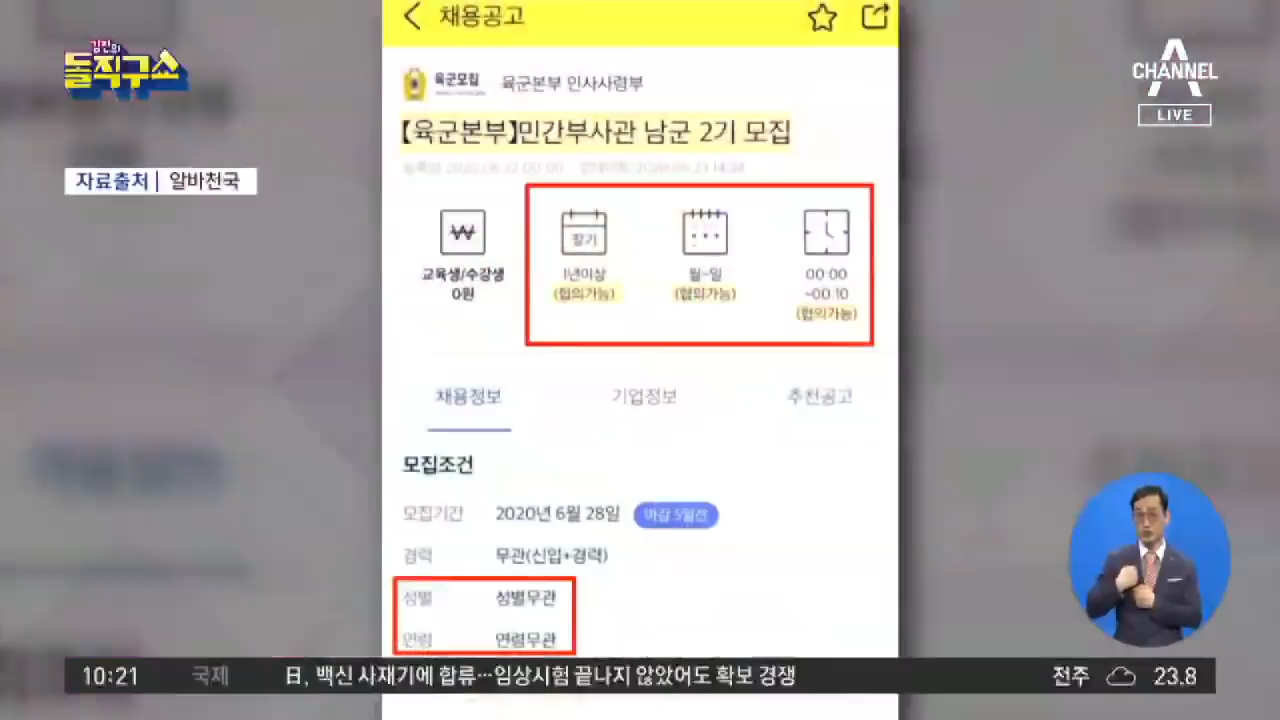 채용공고
김진의
돌직구쇼
CHANNEL A
LIVE
자료출처 | 알바천국
육군모집 육군본부 인사사령부
【육군본부】민간부사관 남군 2기 모집
₩
교육생/수강생
0원
장기
1년이상
(협의가능)
월~일
(협의가능)
00:00
~00:10
(협의가능)
채용정보 기업정보 추천공고
모집조건
모집기간 2020년 6월 28일 마감 5일전
경력 무관(신입+경력)
성별 성별무관
연령 연령무관
10:21 국제 日, 백신 사재기에 합류…임상시험 끝나지 않았어도 확보 경쟁 전주 23.8